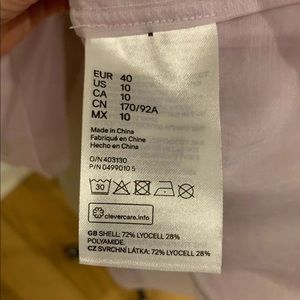 EUR 40
US 10
CA 10
CN 170/92A
MX 10
Made in China
Fabriqué en Chine
Hecho en China
O/N 403130
P/N 0499010 5
30
clevercare.info
GB SHELL: 72% LYOCELL 28%
POLYAMIDE.
CZ SVRCHNÍ LÁTKA: 72% LYOCELL 28%